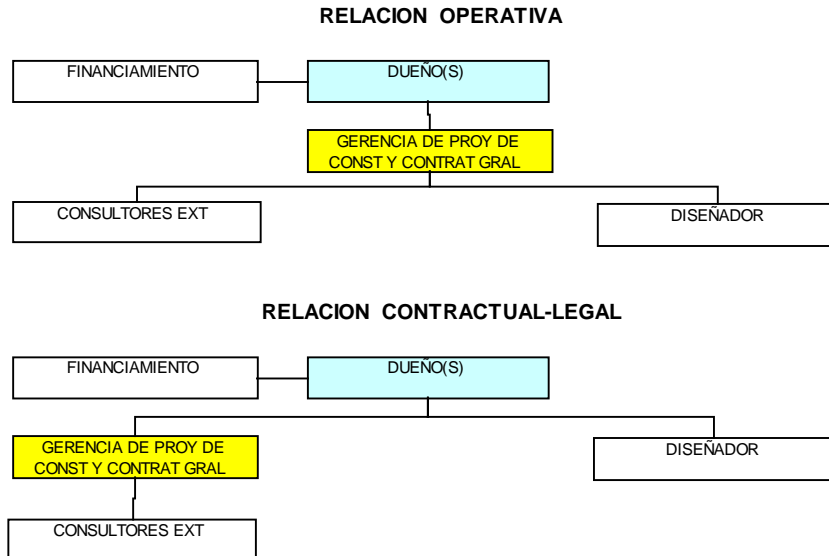 RELACION OPERATIVA
FINANCIAMIENTO
DUEÑO(S)
GERENCIA DE PROY DE
CONST Y CONTRAT GRAL
CONSULTORES EXT
DISEÑADOR
RELACION CONTRACTUAL-LEGAL
FINANCIAMIENTO
DUEÑO(S)
GERENCIA DE PROY DE
CONST Y CONTRAT GRAL
DISEÑADOR
CONSULTORES EXT